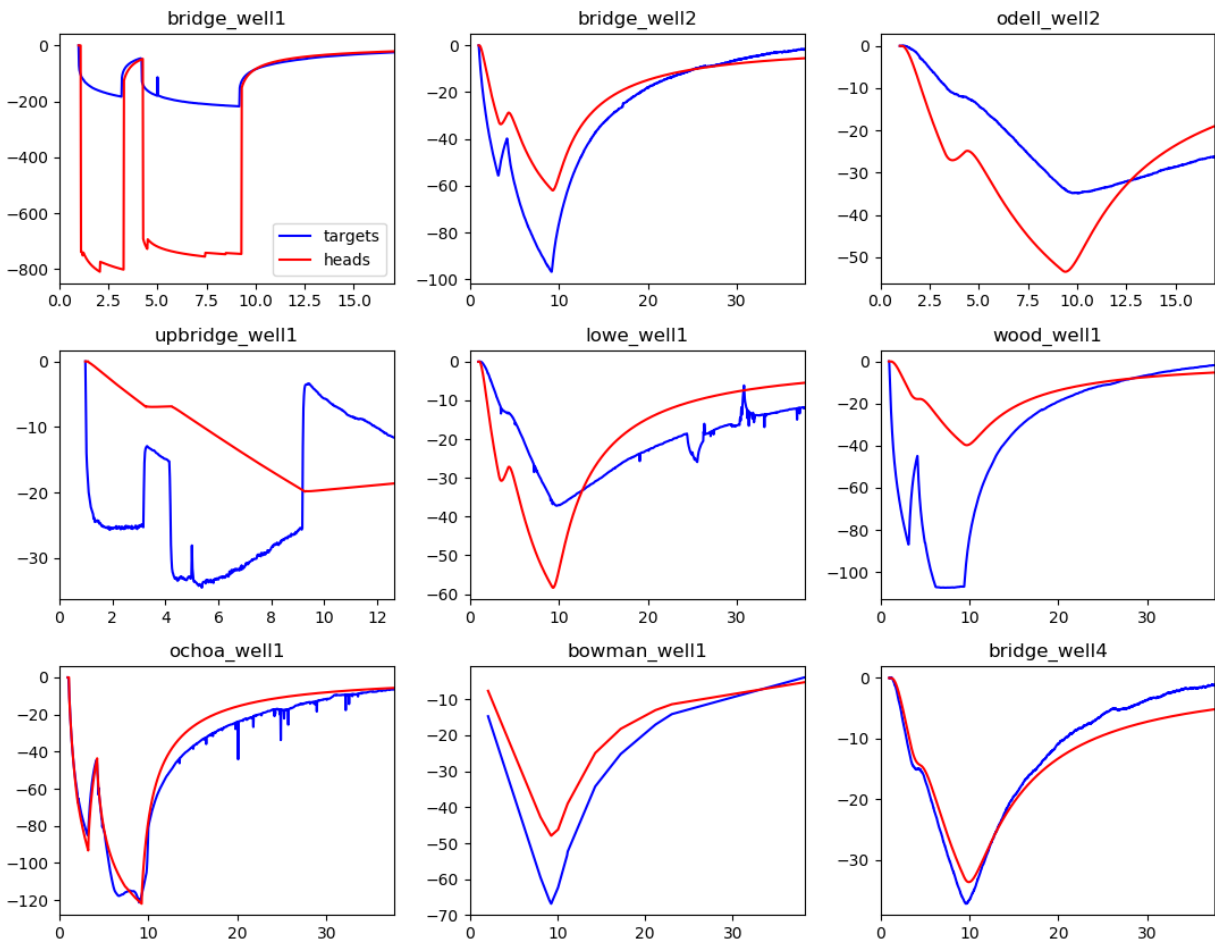 bridge_well1 bridge_well2 odell_well2
0 0 0
−200 −20 −10
−400 −40 −20
−600 −60 −30
−800 −80 −40
−100 −50
targets
heads
0.0 2.5 5.0 7.5 10.0 12.5 15.0 0 10 20 30 0.0 2.5 5.0 7.5 10.0 12.5 15.0
upbridge_well1 lowe_well1 wood_well1
0 0 0
−10 −10 −20
−20 −20 −40
−30 −30 −60
−40 −80
−50 −100
−60
0 2 4 6 8 10 12 0 10 20 30 0 10 20 30
ochoa_well1 bowman_well1 bridge_well4
0 −10 0
−20 −20 −10
−40 −30 −20
−60 −40 −30
−80 −50
−100 −60
−120 −70
0 10 20 30 0 10 20 30 0 10 20 30